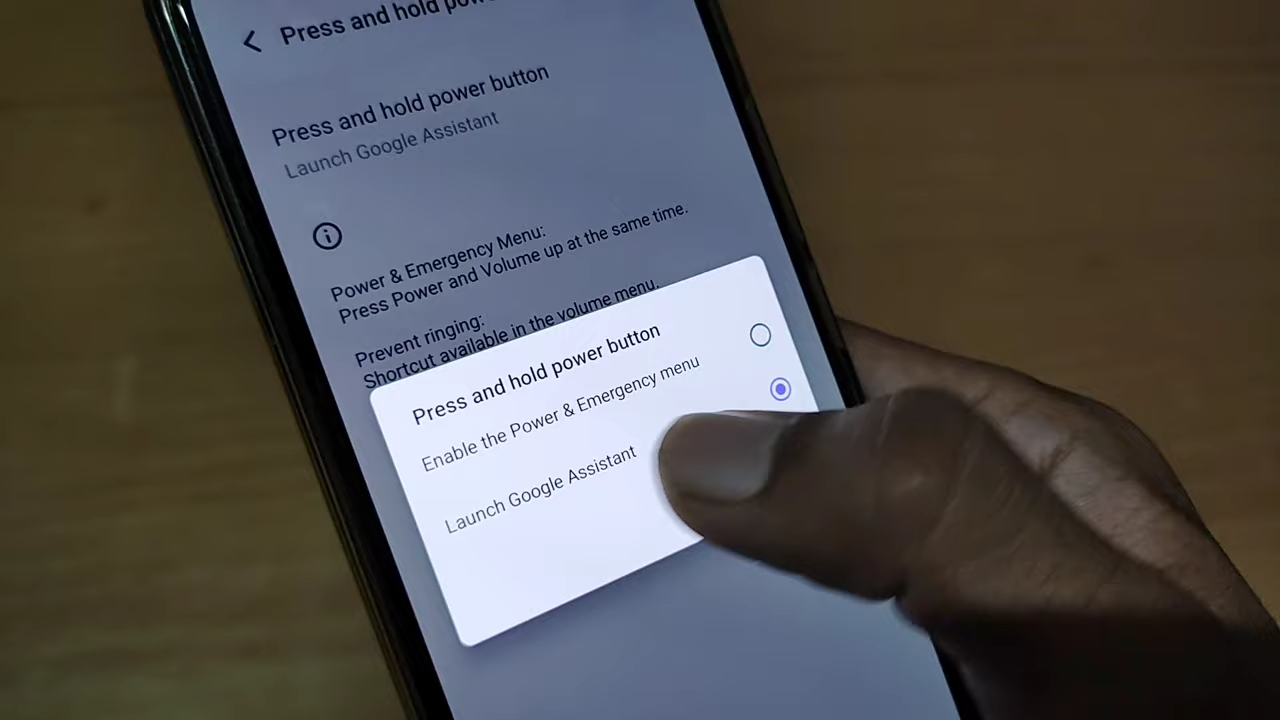 Press and hold
Press and hold power button
Launch Google Assistant
Power & Emergency Menu:
Press Power and Volume up at the same time.
Prevent ringing:
Shortcut available in the volume menu.
Press and hold power button
Enable the Power & Emergency menu
Launch Google Assistant